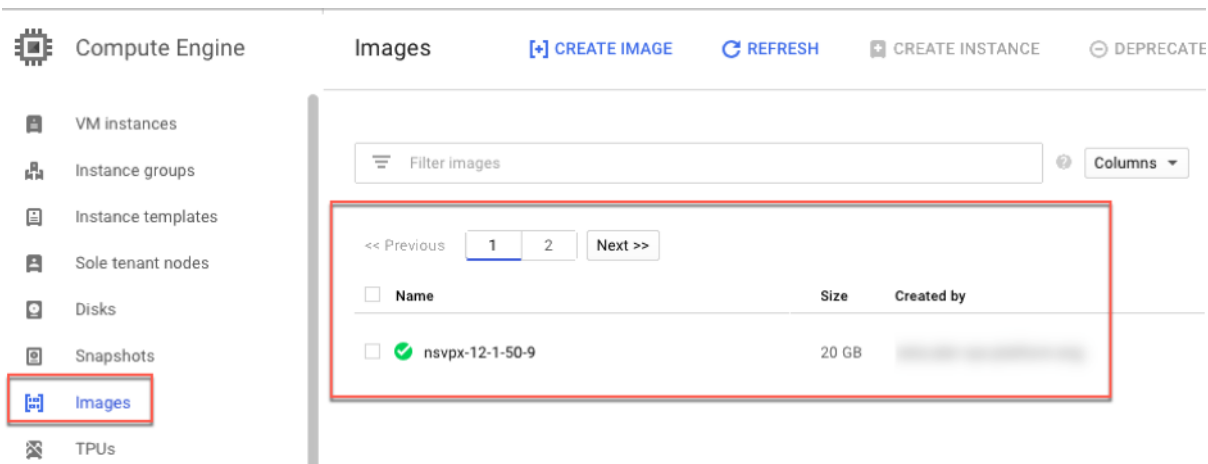 Compute Engine
Images
[+] CREATE IMAGE
REFRESH
CREATE INSTANCE
DEPRECATE
VM instances
Instance groups
Instance templates
Sole tenant nodes
Disks
Snapshots
Images
TPUs
Filter images
Columns
<< Previous 1 2 Next >>
Name Size Created by
nsvpx-12-1-50-9 20 GB